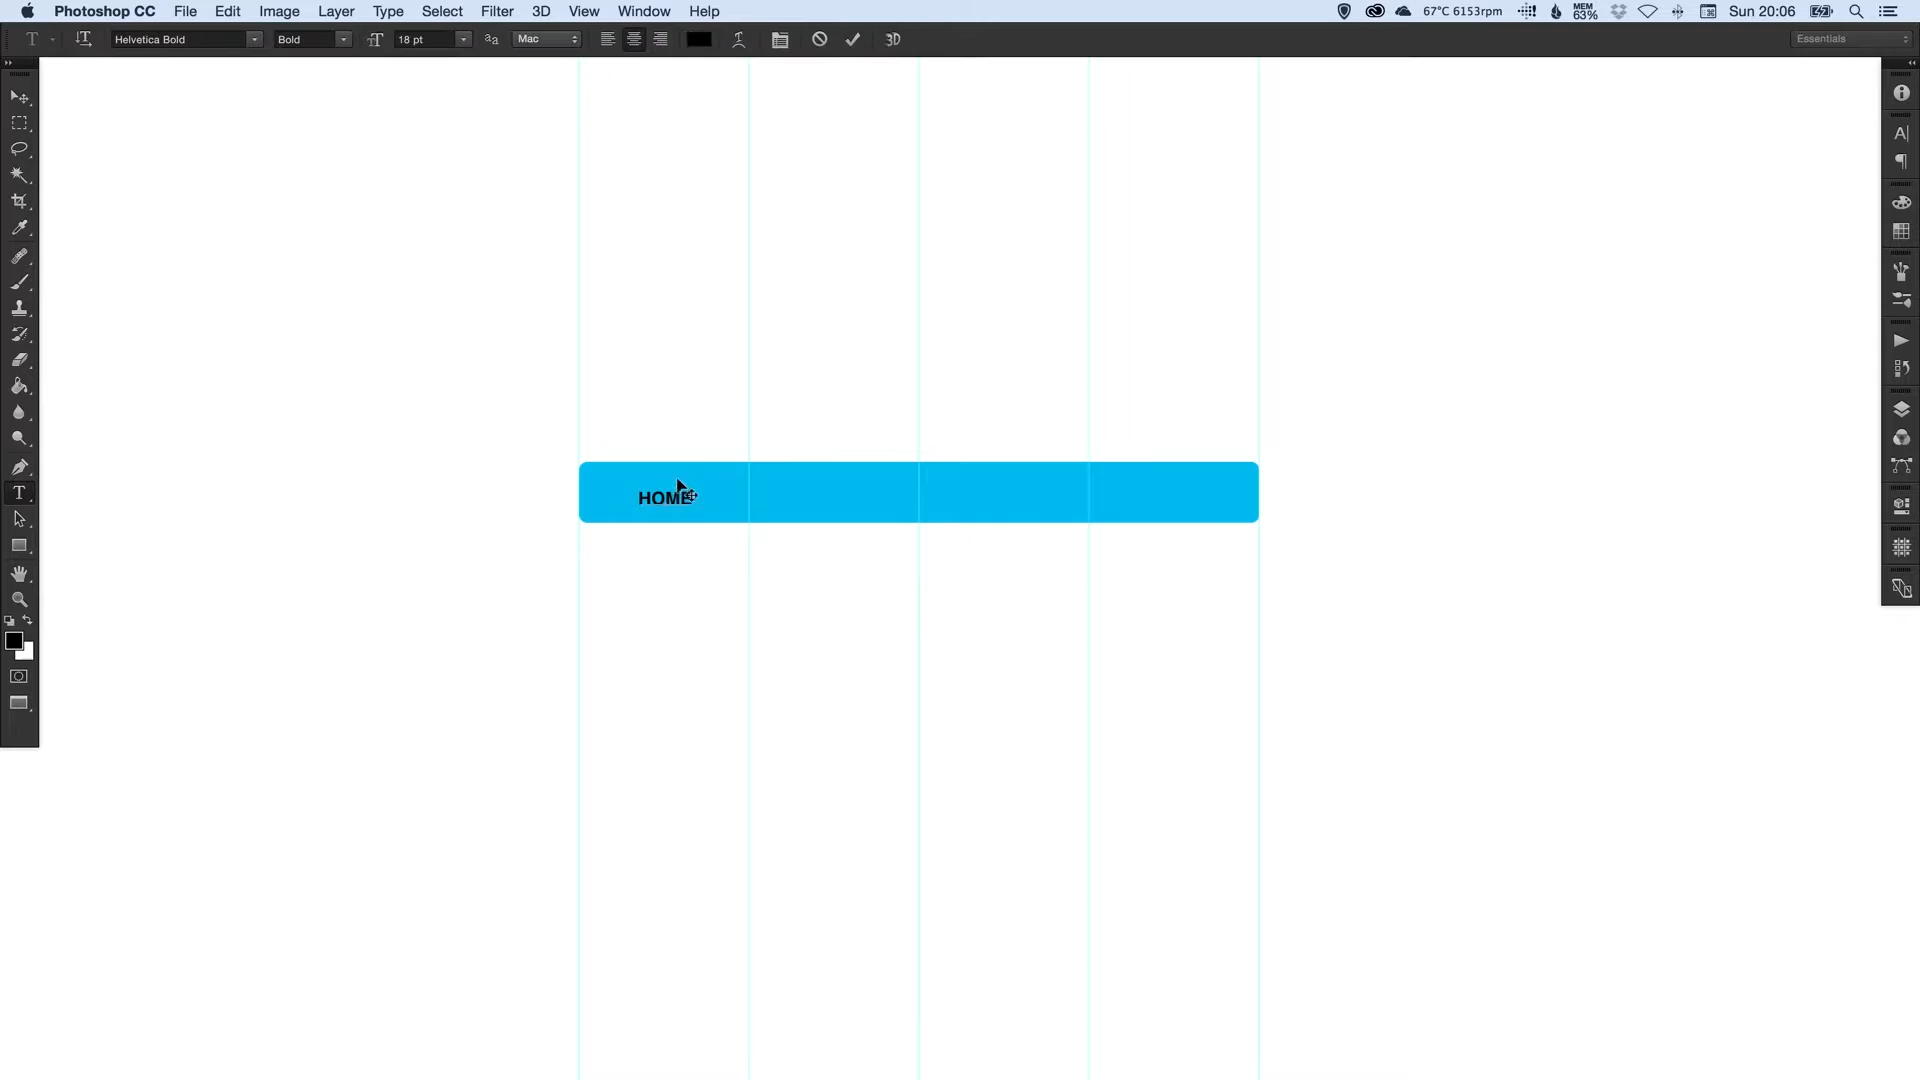 Photoshop CC File Edit Image Layer Type Select Filter 3D View Window Help 67°C 6153rpm MEM 63% Sun 20:06
T Helvetica Bold Bold 18 pt aa Mac 3D Essentials
A
T
HOME